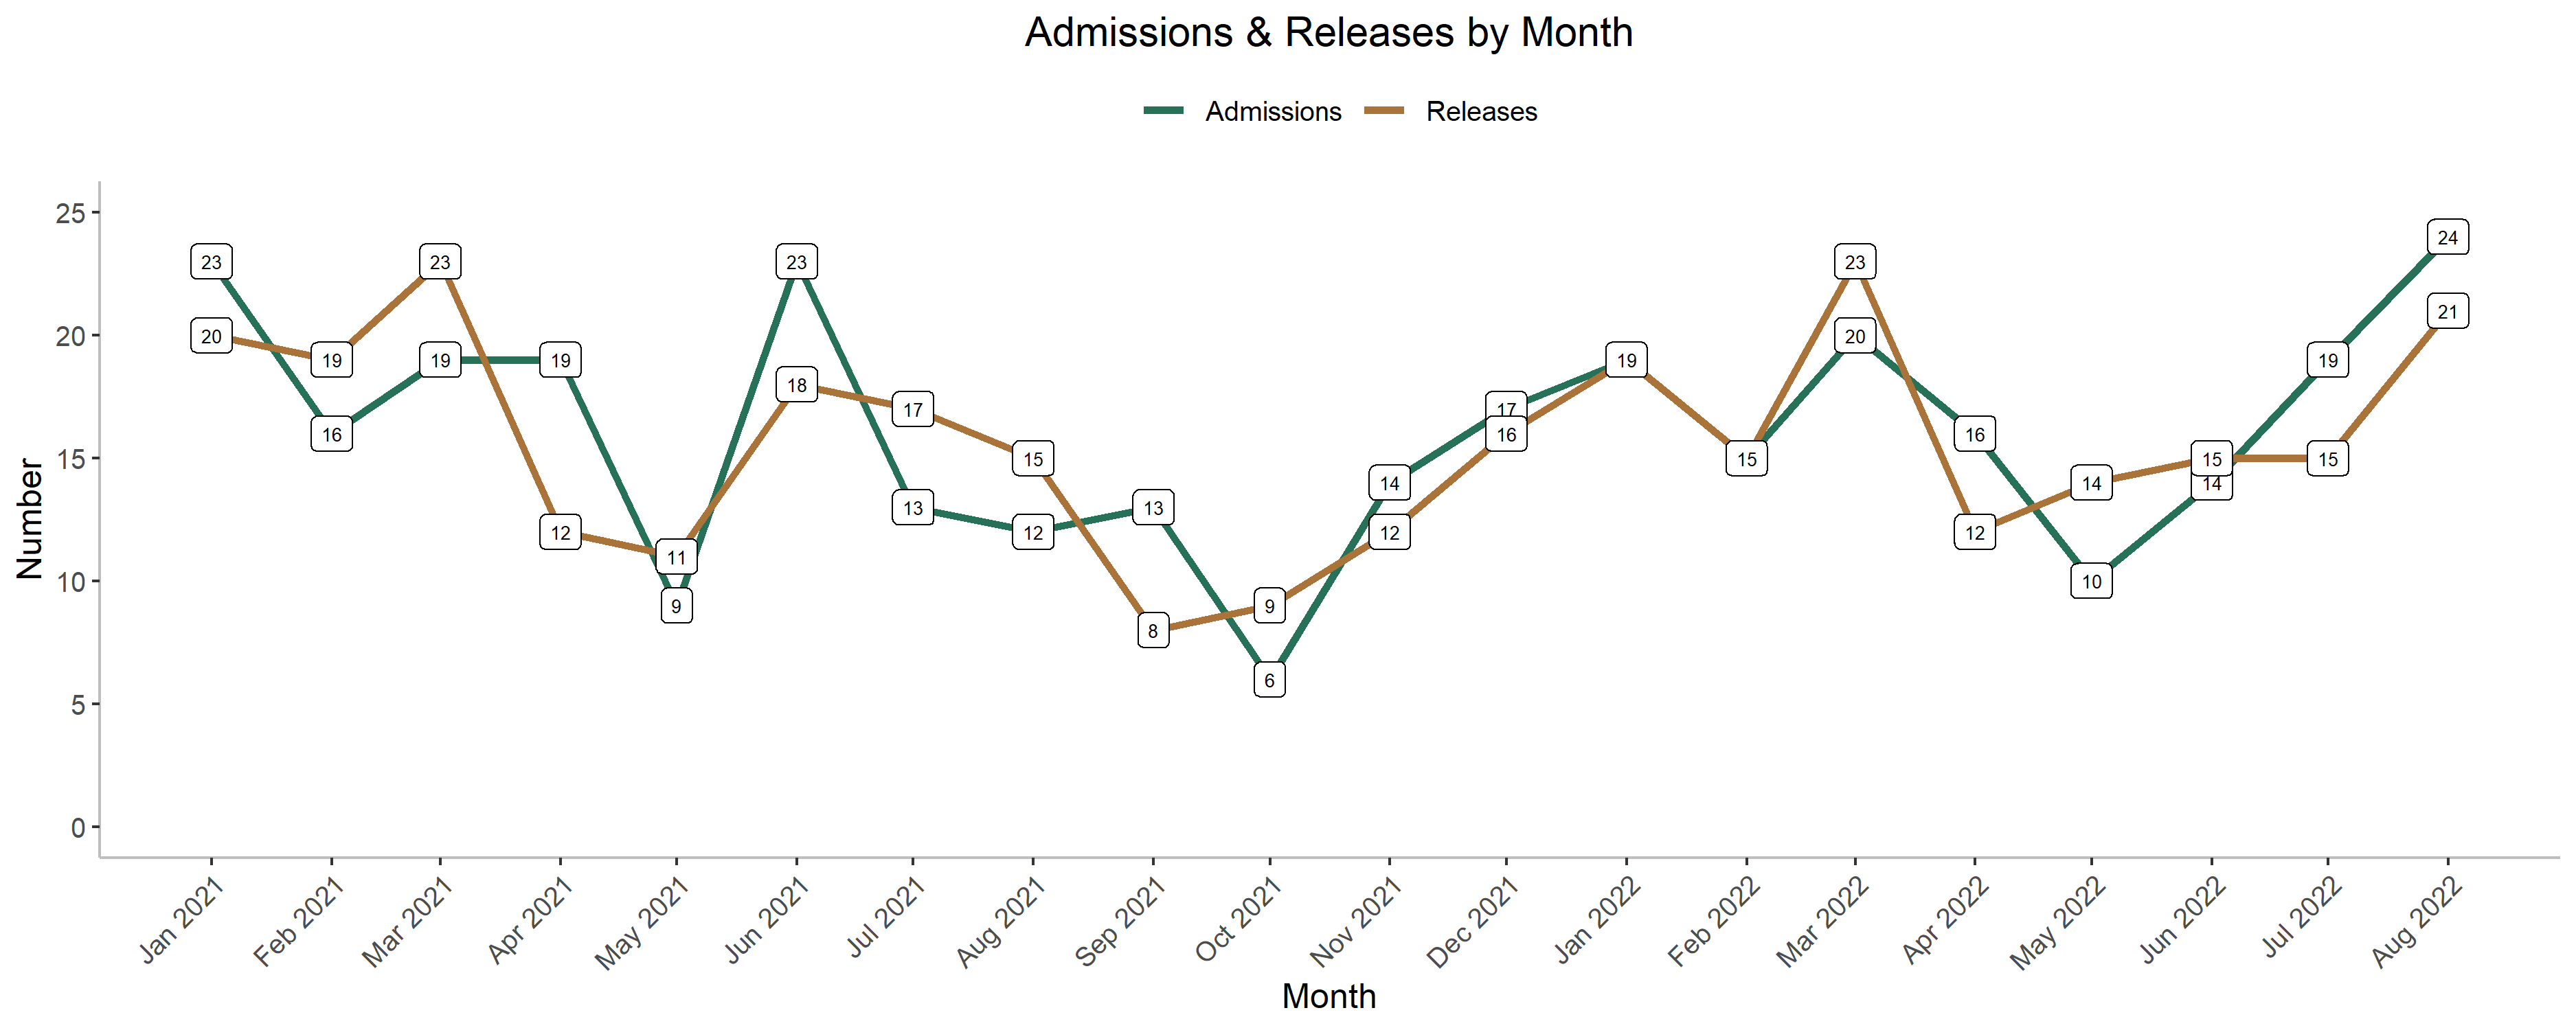 Admissions & Releases by Month
Admissions Releases
25
20
15
10
5
0
Number
23 23 23 23 24
20 19 19 19 18 17 19 20 19 21
16 15 17 16 15 16 15 15
12 11 13 12 13 14 12 12 14 14
9 8 9 6 10
Jan 2021 Feb 2021 Mar 2021 Apr 2021 May 2021 Jun 2021 Jul 2021 Aug 2021 Sep 2021 Oct 2021 Nov 2021 Dec 2021 Jan 2022 Feb 2022 Mar 2022 Apr 2022 May 2022 Jun 2022 Jul 2022 Aug 2022
Month